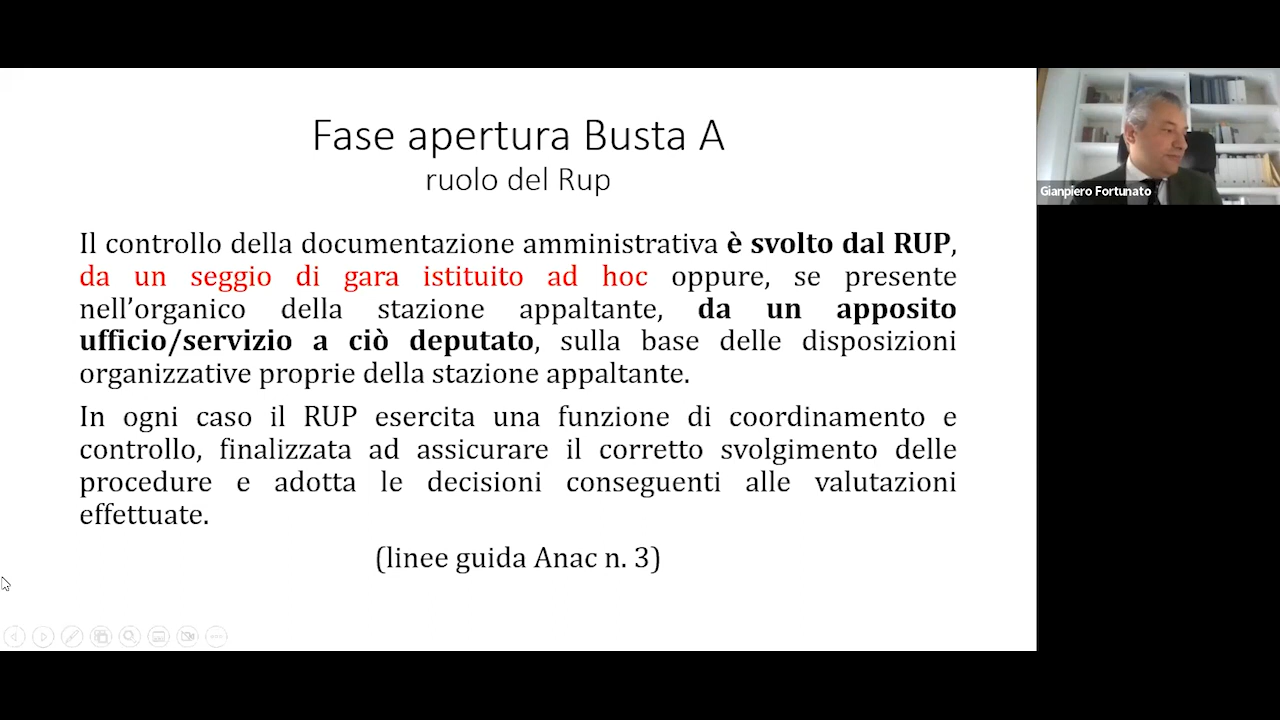 Fase apertura Busta A
ruolo del Rup
Il controllo della documentazione amministrativa è svolto dal RUP,
da un seggio di gara istituito ad hoc oppure, se presente
nell’organico della stazione appaltante, da un apposito
ufficio/servizio a ciò deputato, sulla base delle disposizioni
organizzative proprie della stazione appaltante.
In ogni caso il RUP esercita una funzione di coordinamento e
controllo, finalizzata ad assicurare il corretto svolgimento delle
procedure e adotta le decisioni conseguenti alle valutazioni
effettuate.
(linee guida Anac n. 3)
Gianpiero Fortunato